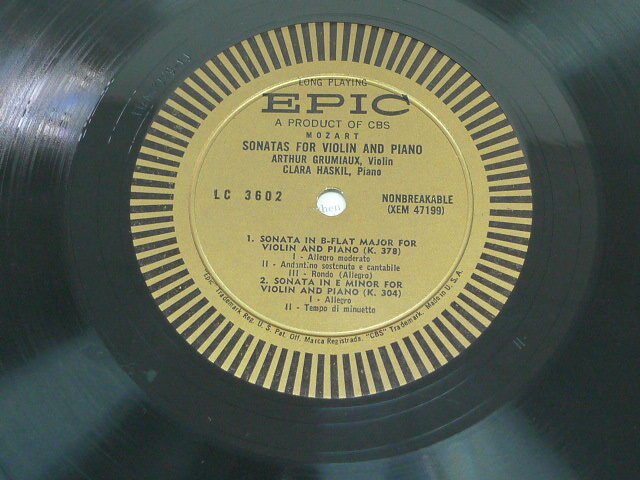 LONG PLAYING
EPIC
A PRODUCT OF CBS
MOZART
SONATAS FOR VIOLIN AND PIANO
ARTHUR GRUMIAUX, Violin
CLARA HASKIL, Piano
LC 3602
NONBREAKABLE
(XEM 47199)
1. SONATA IN B-FLAT MAJOR FOR
VIOLIN AND PIANO (K. 378)
I - Allegro moderato
II - Andantino sostenuto e cantabile
III - Rondo (Allegro)
2. SONATA IN E MINOR FOR
VIOLIN AND PIANO (K. 304)
I - Allegro
II - Tempo di minuetto
"EPIC" Trademark Reg. U. S. Pat. Off. Marca Registrada. "CBS" Trademark. Made in U.S.A.